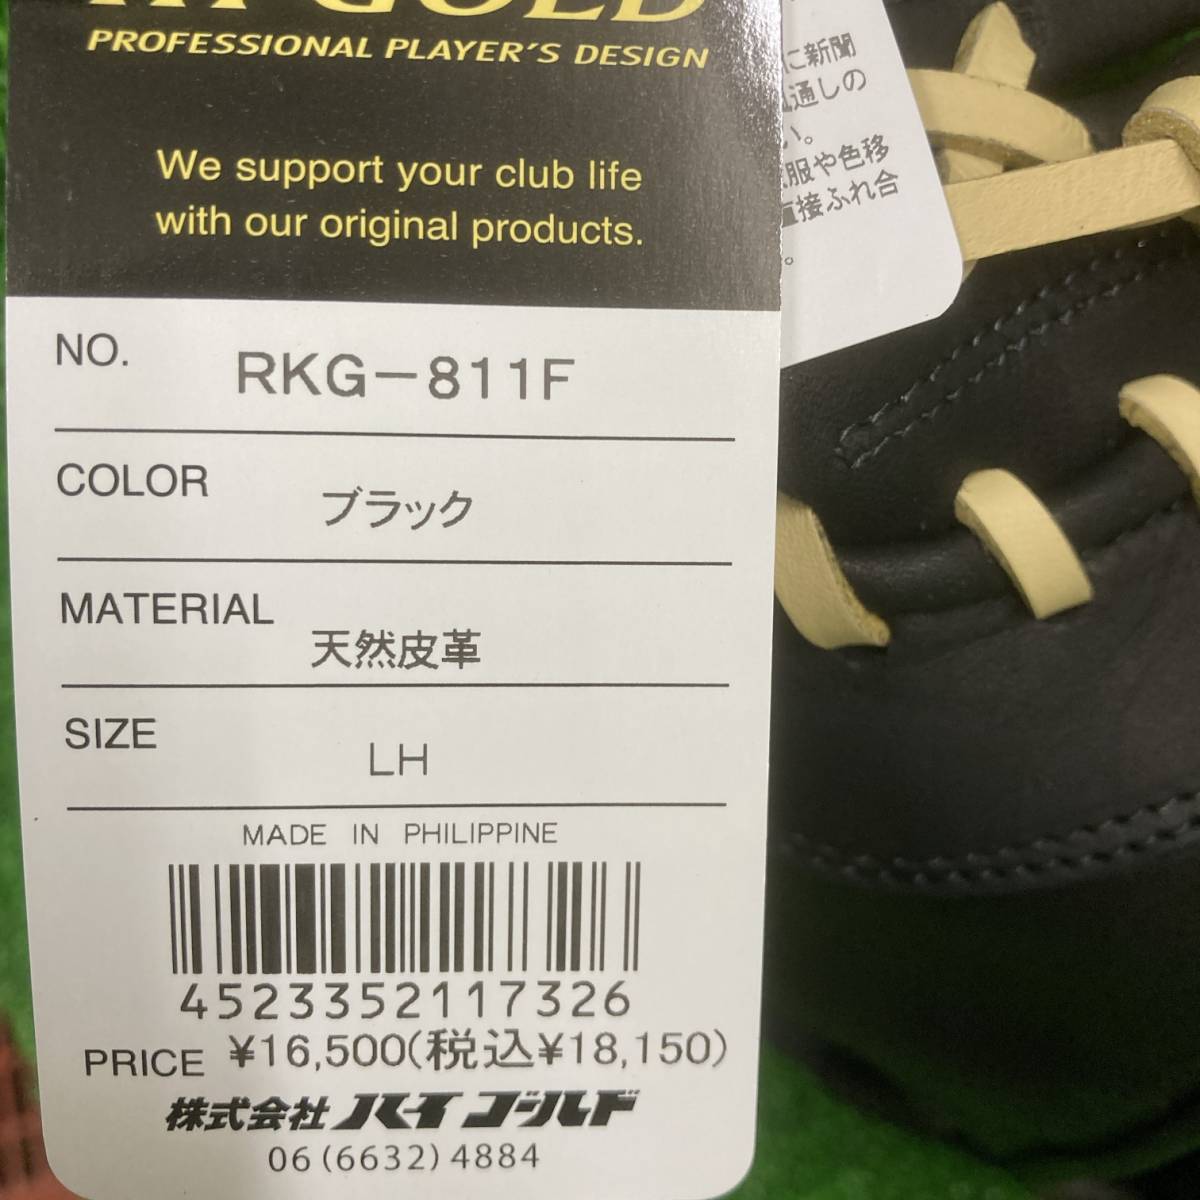 HI-GOLD
PROFESSIONAL PLAYER'S DESIGN
We support your club life
with our original products.
NO. RKG-811F
COLOR ブラック
MATERIAL 天然皮革
SIZE LH
MADE IN PHILIPPINE
4523352117326
PRICE ¥16,500(税込¥18,150)
株式会社 ハイゴールド
06(6632)4884
に新聞
通しの
い。
服や色移
直接ふれ合
。